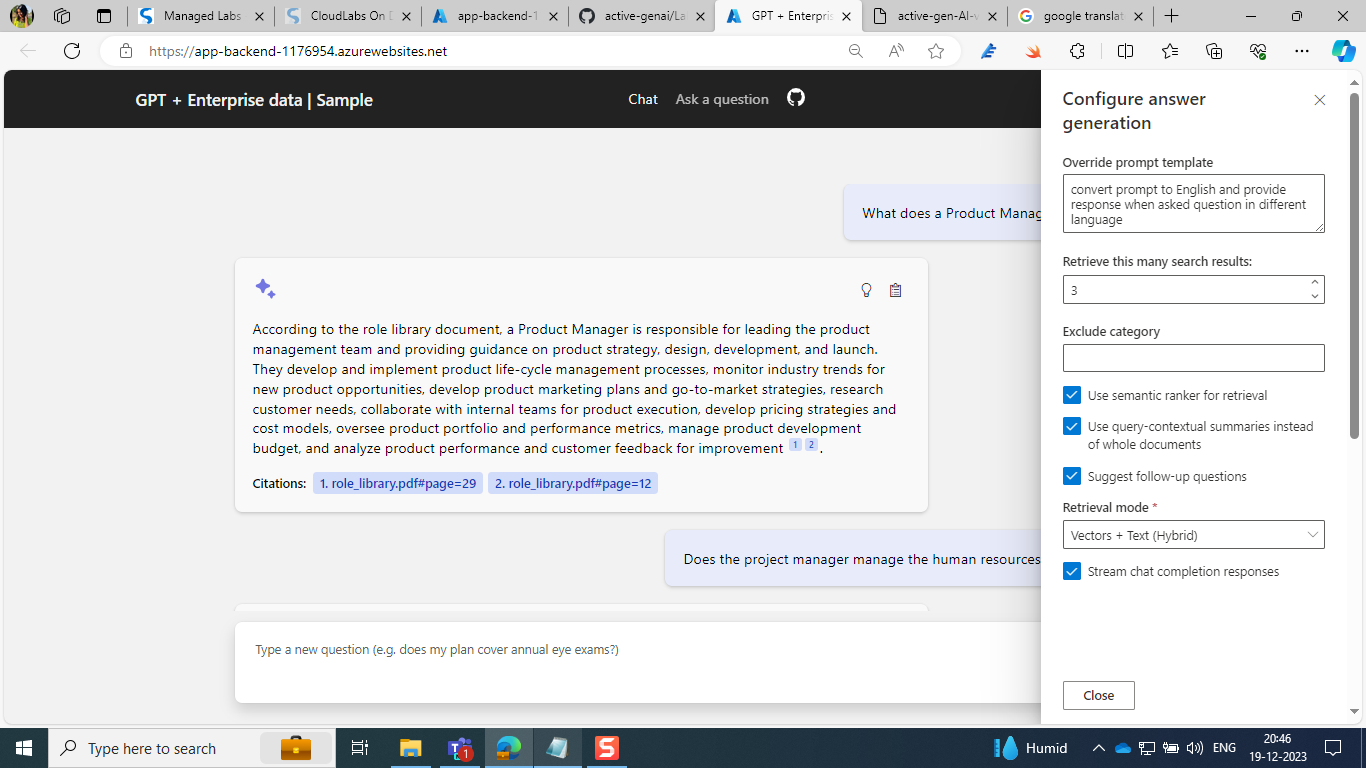 Managed Labs
CloudLabs On D
app-backend-1
active-genai/La
GPT + Enterpris
active-gen-AI-v
google translat
https://app-backend-1176954.azurewebsites.net
GPT + Enterprise data | Sample
Chat
Ask a question
What does a Product Manag
According to the role library document, a Product Manager is responsible for leading the product
management team and providing guidance on product strategy, design, development, and launch.
They develop and implement product life-cycle management processes, monitor industry trends for
new product opportunities, develop product marketing plans and go-to-market strategies, research
customer needs, collaborate with internal teams for product execution, develop pricing strategies and
cost models, oversee product portfolio and performance metrics, manage product development
budget, and analyze product performance and customer feedback for improvement 1 2 .
Citations: 1. role_library.pdf#page=29 2. role_library.pdf#page=12
Does the project manager manage the human resources
Type a new question (e.g. does my plan cover annual eye exams?)
Configure answer
generation
Override prompt template
convert prompt to English and provide
response when asked question in different
language
Retrieve this many search results:
3
Exclude category
Use semantic ranker for retrieval
Use query-contextual summaries instead
of whole documents
Suggest follow-up questions
Retrieval mode *
Vectors + Text (Hybrid)
Stream chat completion responses
Close
Type here to search
1
S
Humid
ENG
20:46
19-12-2023